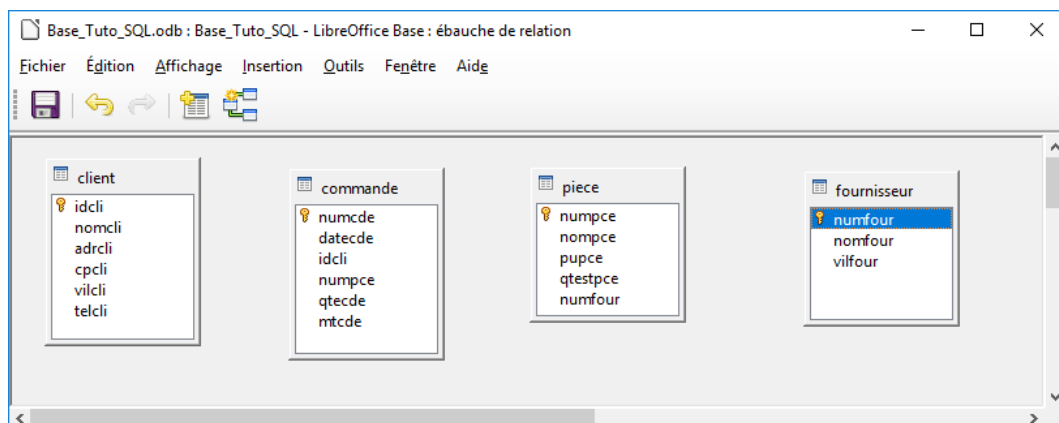 Base_Tuto_SQL.odb : Base_Tuto_SQL - LibreOffice Base : ébauche de relation
Fichier Édition Affichage Insertion Outils Fenêtre Aide
client
idcli
nomcli
adrcli
cpcli
vilcli
telcli
commande
numcde
datecde
idcli
numpce
qtecde
mtcde
piece
numpce
nompce
pupce
qtestpce
numfour
fournisseur
numfour
nomfour
vilfour